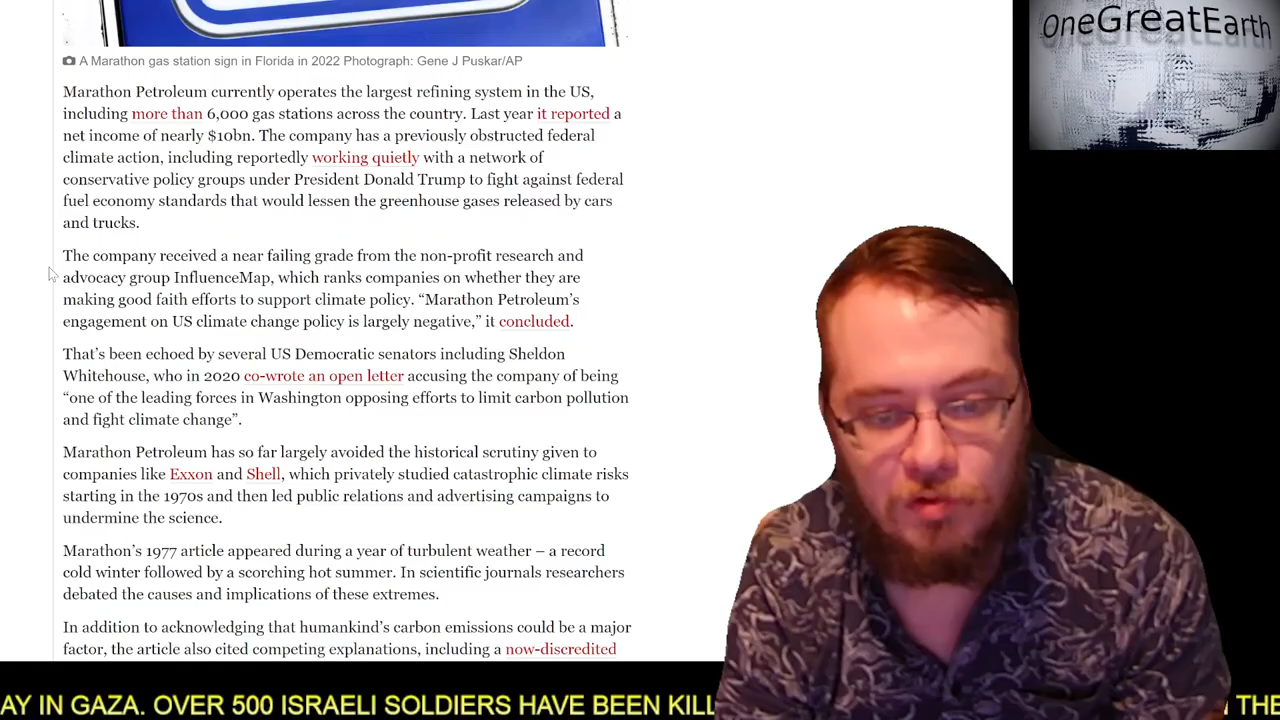 OneGreatEarth
A Marathon gas station sign in Florida in 2022 Photograph: Gene J Puskar/AP
Marathon Petroleum currently operates the largest refining system in the US,
including more than 6,000 gas stations across the country. Last year it reported a
net income of nearly $10bn. The company has a previously obstructed federal
climate action, including reportedly working quietly with a network of
conservative policy groups under President Donald Trump to fight against federal
fuel economy standards that would lessen the greenhouse gases released by cars
and trucks.
The company received a near failing grade from the non-profit research and
advocacy group InfluenceMap, which ranks companies on whether they are
making good faith efforts to support climate policy. “Marathon Petroleum’s
engagement on US climate change policy is largely negative,” it concluded.
That’s been echoed by several US Democratic senators including Sheldon
Whitehouse, who in 2020 co-wrote an open letter accusing the company of being
“one of the leading forces in Washington opposing efforts to limit carbon pollution
and fight climate change”.
Marathon Petroleum has so far largely avoided the historical scrutiny given to
companies like Exxon and Shell, which privately studied catastrophic climate risks
starting in the 1970s and then led public relations and advertising campaigns to
undermine the science.
Marathon’s 1977 article appeared during a year of turbulent weather – a record
cold winter followed by a scorching hot summer. In scientific journals researchers
debated the causes and implications of these extremes.
In addition to acknowledging that humankind’s carbon emissions could be a major
factor, the article also cited competing explanations, including a now-discredited
AY IN GAZA. OVER 500 ISRAELI SOLDIERS HAVE BEEN KILL THE